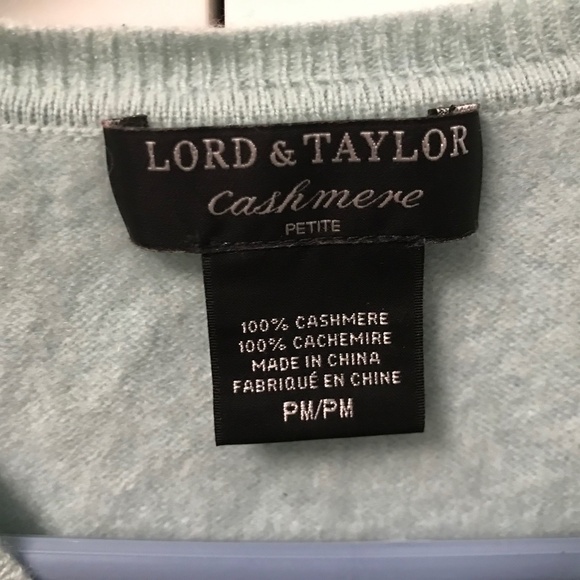 LORD & TAYLOR
cashmere
PETITE
100% CASHMERE
100% CACHEMIRE
MADE IN CHINA
FABRIQUÉ EN CHINE
PM/PM